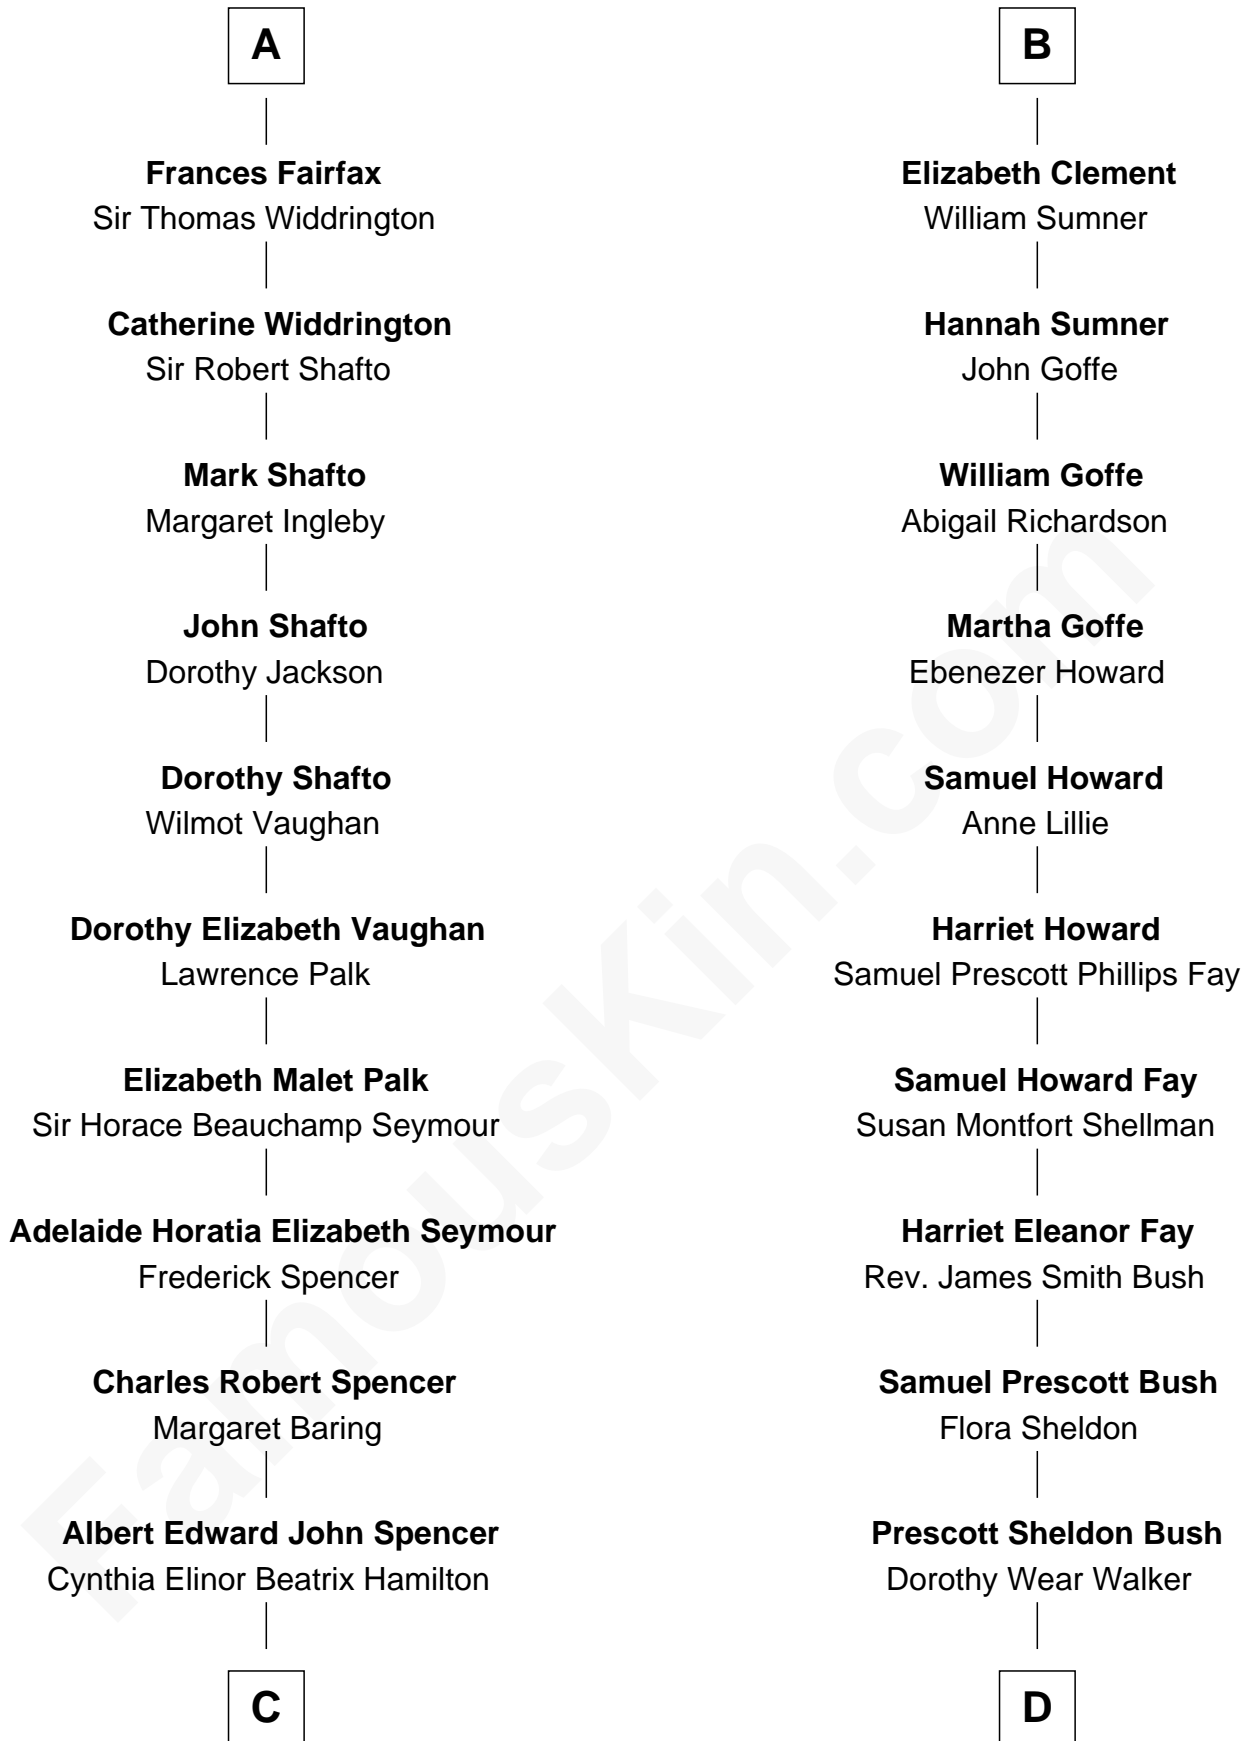 A
Frances Fairfax
Sir Thomas Widdrington
Catherine Widdrington
Sir Robert Shafto
Mark Shafto
Margaret Ingleby
John Shafto
Dorothy Jackson
Dorothy Shafto
Wilmot Vaughan
Dorothy Elizabeth Vaughan
Lawrence Palk
Elizabeth Malet Palk
Sir Horace Beauchamp Seymour
Adelaide Horatia Elizabeth Seymour
Frederick Spencer
Charles Robert Spencer
Margaret Baring
Albert Edward John Spencer
Cynthia Elinor Beatrix Hamilton
C
B
Elizabeth Clement
William Sumner
Hannah Sumner
John Goffe
William Goffe
Abigail Richardson
Martha Goffe
Ebenezer Howard
Samuel Howard
Anne Lillie
Harriet Howard
Samuel Prescott Phillips Fay
Samuel Howard Fay
Susan Montfort Shellman
Harriet Eleanor Fay
Rev. James Smith Bush
Samuel Prescott Bush
Flora Sheldon
Prescott Sheldon Bush
Dorothy Wear Walker
D
FamousKin.com